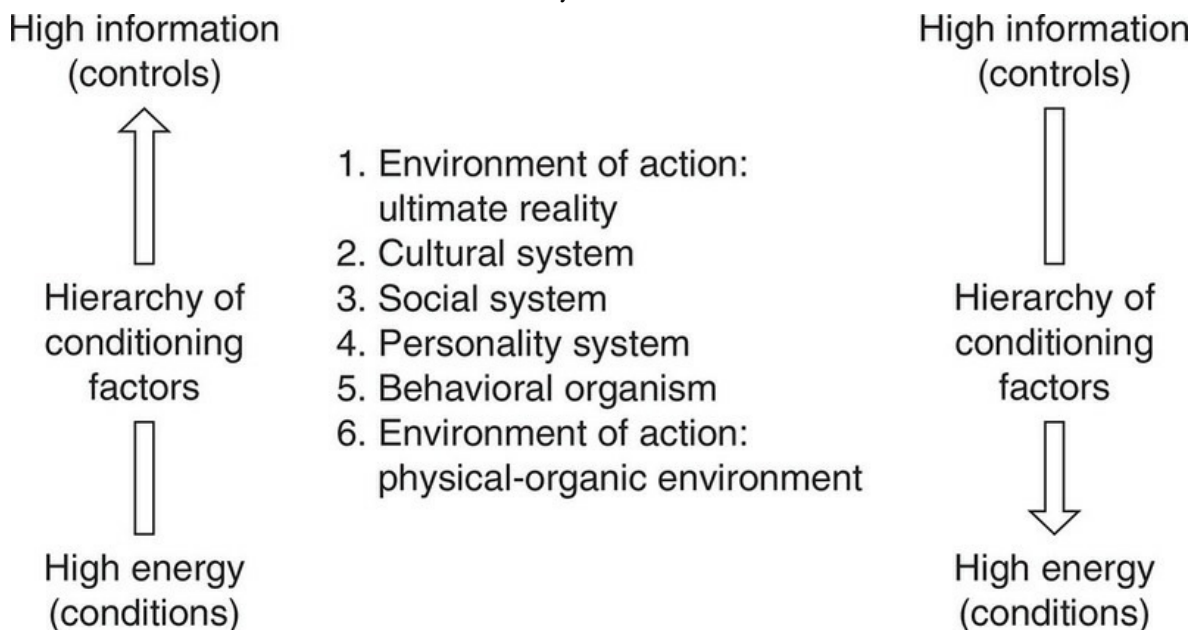 High information
(controls)
Hierarchy of
conditioning
factors
High energy
(conditions)
1. Environment of action:
ultimate reality
2. Cultural system
3. Social system
4. Personality system
5. Behavioral organism
6. Environment of action:
physical-organic environment
High information
(controls)
Hierarchy of
conditioning
factors
High energy
(conditions)